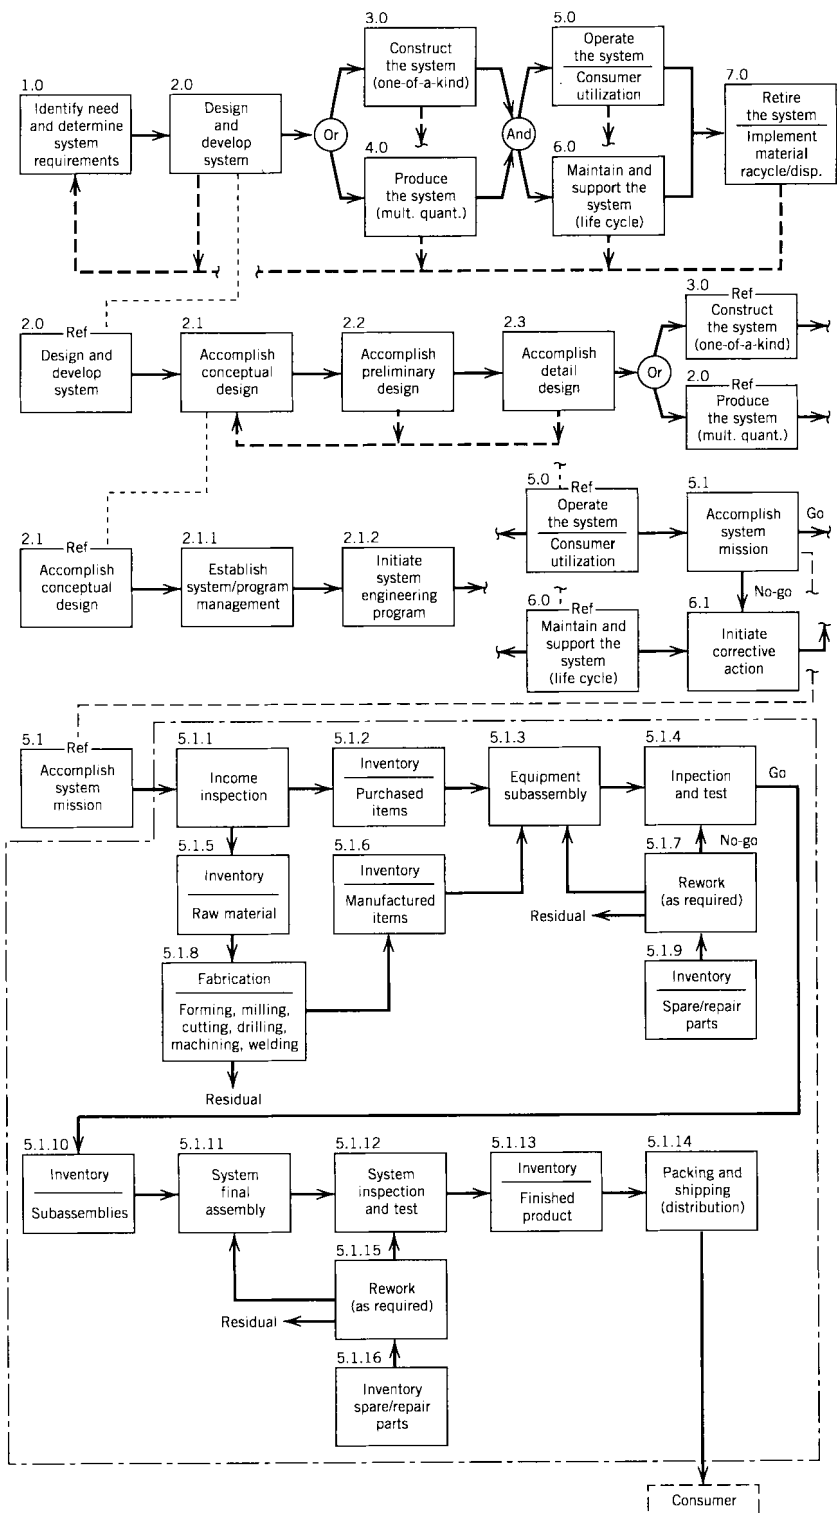 1.0
Identify need
and determine
system
requirements
2.0
Design
and
develop
system
Or
3.0
Construct
the system
(one-of-a-kind)
4.0
Produce
the system
(mult. quant.)
And
5.0
Operate
the system
Consumer
utilization
6.0
Maintain and
support the
system
(life cycle)
7.0
Retire
the system
Implement
material
racycle/disp.
2.0
Ref
Design and
develop
system
2.1
Accomplish
conceptual
design
2.2
Accomplish
preliminary
design
2.3
Accomplish
detail
design
Or
3.0
Ref
Construct
the system
(one-of-a-kind)
2.0
Ref
Produce
the system
(mult. quant.)
2.1
Ref
Accomplish
conceptual
design
2.1.1
Establish
system/program
management
2.1.2
Initiate
system
engineering
program
5.0
Ref
Operate
the system
Consumer
utilization
5.1
Accomplish
system
mission
Go
No-go
6.0
Ref
Maintain and
support the
system
(life cycle)
6.1
Initiate
corrective
action
5.1
Ref
Accomplish
system
mission
5.1.1
Income
inspection
5.1.2
Inventory
Purchased
items
5.1.3
Equipment
subassembly
5.1.4
Inpection
and test
Go
No-go
5.1.5
Inventory
Raw material
5.1.6
Inventory
Manufactured
items
5.1.7
Rework
(as required)
Residual
5.1.8
Fabrication
Forming, milling,
cutting, drilling,
machining, welding
Residual
5.1.9
Inventory
Spare/repair
parts
5.1.10
Inventory
Subassemblies
5.1.11
System
final
assembly
5.1.12
System
inspection
and test
5.1.13
Inventory
Finished
product
5.1.14
Packing and
shipping
(distribution)
5.1.15
Rework
(as required)
Residual
5.1.16
Inventory
spare/repair
parts
Consumer